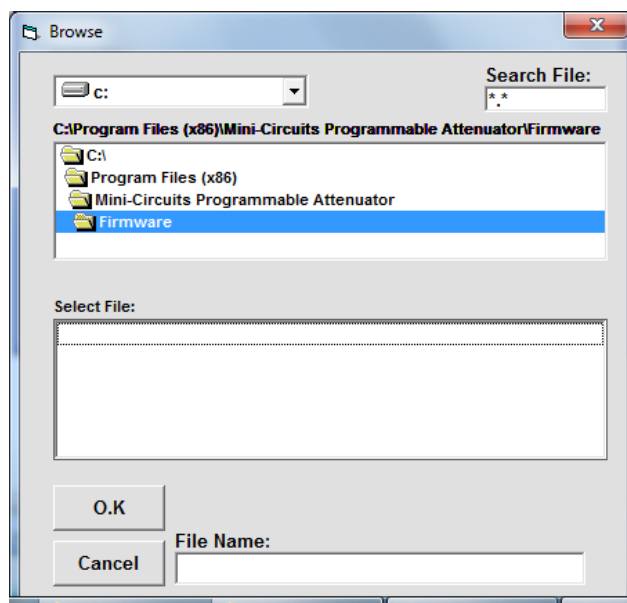 Browse
c:
Search File:
*.*
C:\Program Files (x86)\Mini-Circuits Programmable Attenuator\Firmware
C:\
Program Files (x86)
Mini-Circuits Programmable Attenuator
Firmware
Select File:
O.K
File Name:
Cancel